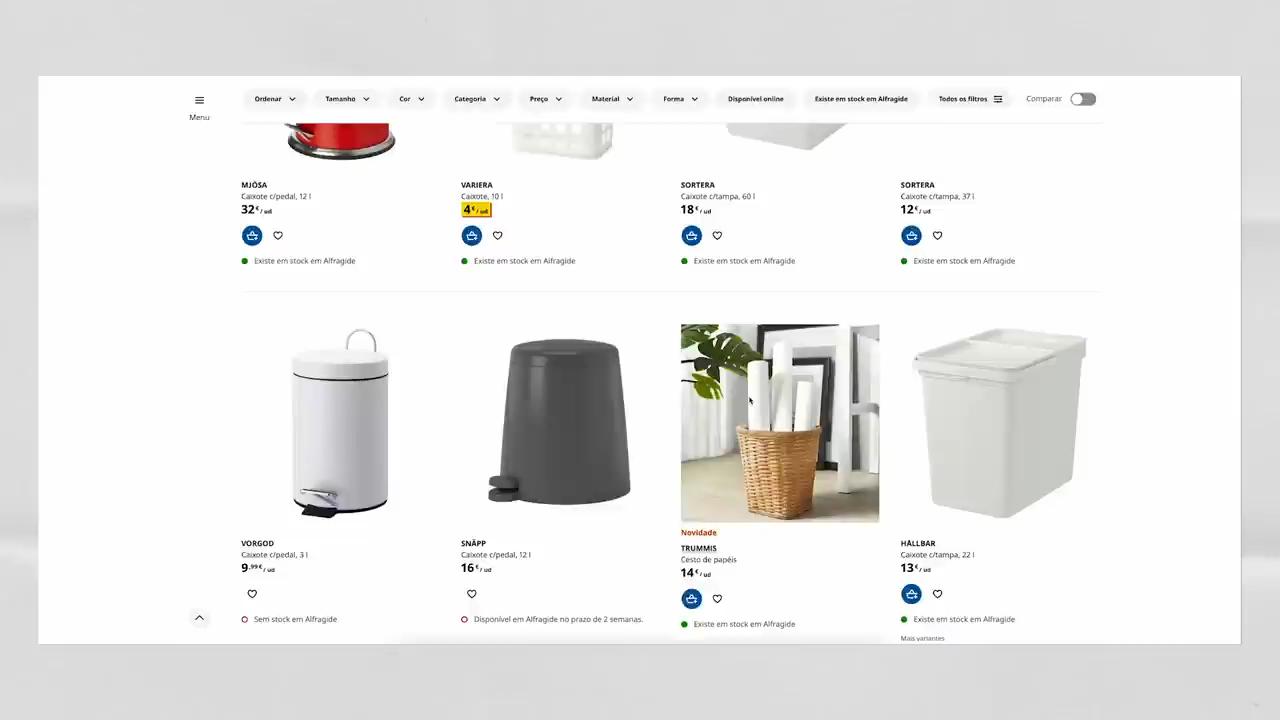 Menu
Ordenar
Tamanho
Cor
Categoria
Preço
Material
Forma
Disponível online
Existe em stock em Alfragide
Todos os filtros
Comparar
MJÖSA
Caixote c/pedal, 12 l
32€/ ud
Existe em stock em Alfragide
VARIERA
Caixote, 10 l
4€/ ud
Existe em stock em Alfragide
SORTERA
Caixote c/tampa, 60 l
18€/ ud
Existe em stock em Alfragide
SORTERA
Caixote c/tampa, 37 l
12€/ ud
Existe em stock em Alfragide
VORGOD
Caixote c/pedal, 3 l
9,99€/ ud
Sem stock em Alfragide
SNÄPP
Caixote c/pedal, 12 l
16€/ ud
Disponível em Alfragide no prazo de 2 semanas.
Novidade
TRUMMIS
Cesto de papéis
14€/ ud
Existe em stock em Alfragide
HÅLLBAR
Caixote c/tampa, 22 l
13€/ ud
Existe em stock em Alfragide
Mais variantes